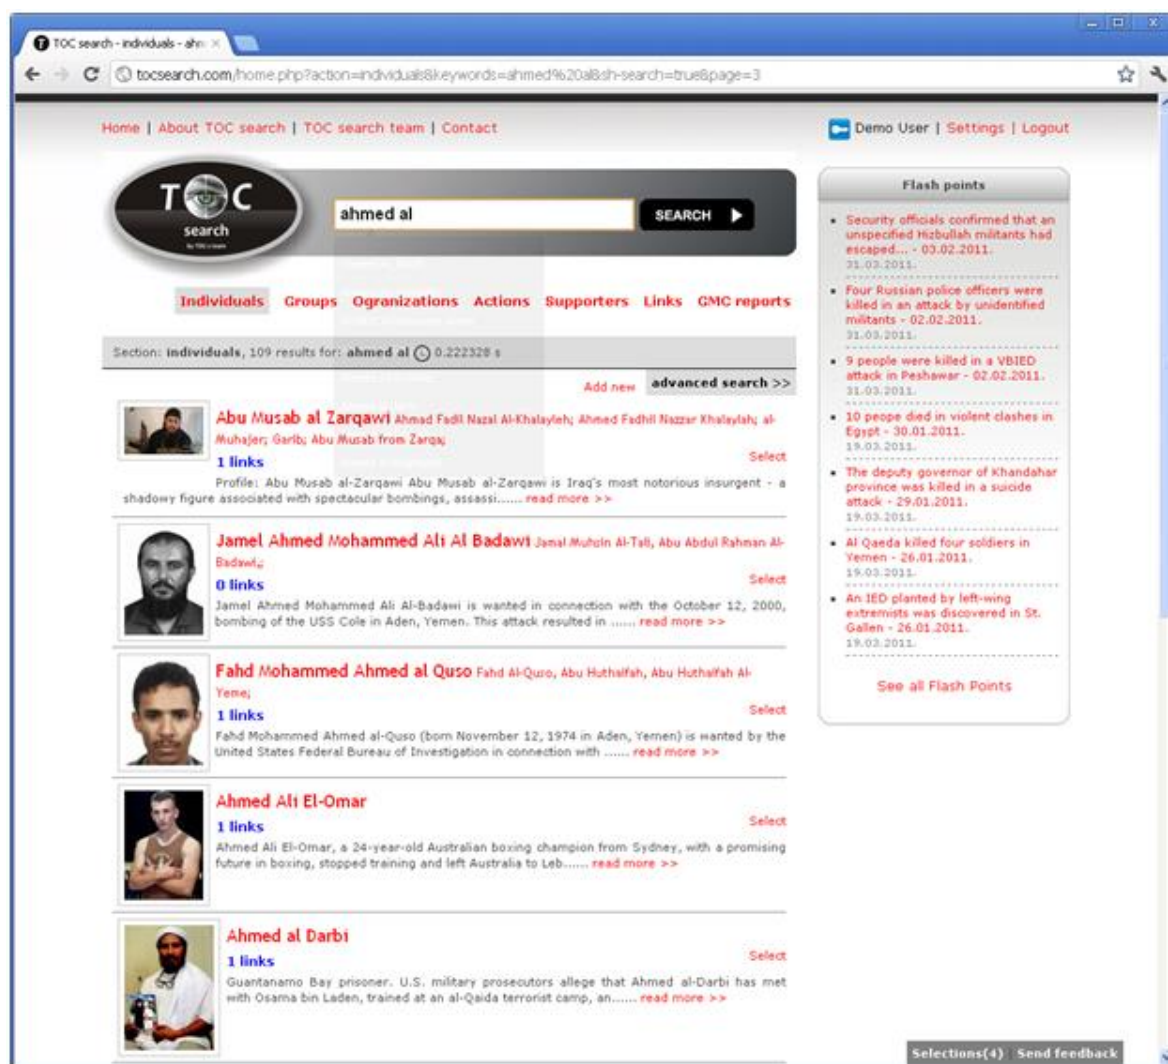 TOC search - individuals - ahm
tocsearch.com/home.php?action=individuals&keywords=ahmed%20al&sh-search=true&page=3
Home | About TOC search | TOC search team | Contact
Demo User | Settings | Logout
TOC
search
by TOC s team
ahmed al
SEARCH
Individuals Groups Ogranizations Actions Supporters Links GMC reports
Section: individuals, 109 results for: ahmed al 0.222328 s
Add new advanced search >>
Abu Musab al Zarqawi Ahmad Fadil Nazal Al-Khalayleh; Ahmed Fadhil Nazzar Khalaylah; al-
Muhajer; Garib; Abu Musab from Zarqa;
1 links
Select
Profile: Abu Musab al-Zarqawi Abu Musab al-Zarqawi is Iraq's most notorious insurgent - a
shadowy figure associated with spectacular bombings, assassi...... read more >>
Jamel Ahmed Mohammed Ali Al Badawi Jamal Muhsin Al-Tali, Abu Abdul Rahman Al-
Badawi,;
0 links
Select
Jamel Ahmed Mohammed Ali Al-Badawi is wanted in connection with the October 12, 2000,
bombing of the USS Cole in Aden, Yemen. This attack resulted in ...... read more >>
Fahd Mohammed Ahmed al Quso Fahd Al-Quso, Abu Huthaifah, Abu Huthaifah Al-
Yeme;
1 links
Select
Fahd Mohammed Ahmed al-Quso (born November 12, 1974 in Aden, Yemen) is wanted by the
United States Federal Bureau of Investigation in connection with ...... read more >>
Ahmed Ali El-Omar
1 links
Select
Ahmed Ali El-Omar, a 24-year-old Australian boxing champion from Sydney, with a promising
future in boxing, stopped training and left Australia to Leb...... read more >>
Ahmed al Darbi
1 links
Select
Guantanamo Bay prisoner. U.S. military prosecutors allege that Ahmed al-Darbi has met
with Osama bin Laden, trained at an al-Qaida terrorist camp, an...... read more >>
Flash points
Security officials confirmed that an
unspecified Hizbullah militants had
escaped... - 03.02.2011.
31.03.2011.
Four Russian police officers were
killed in an attack by unidentified
militants - 02.02.2011.
31.03.2011.
9 people were killed in a VBIED
attack in Peshawar - 02.02.2011.
31.03.2011.
10 peope died in violent clashes in
Egypt - 30.01.2011.
19.03.2011.
The deputy governor of Khandahar
province was killed in a suicide
attack - 29.01.2011.
19.03.2011.
Al Qaeda killed four soldiers in
Yemen - 26.01.2011.
19.03.2011.
An IED planted by left-wing
extremists was discovered in St.
Gallen - 26.01.2011.
19.03.2011.
See all Flash Points
Selections(4) | Send feedback